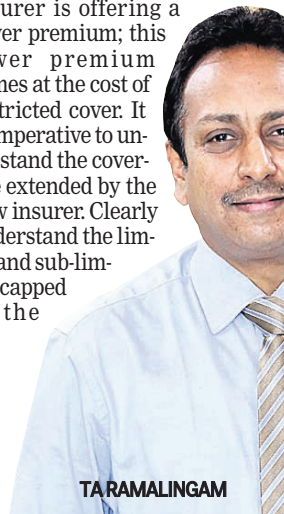 urer is offering a
ver premium; this
wer premium
mes at the cost of
tricted cover. It
mperative to un-
stand the cover-
e extended by the
w insurer. Clearly
derstand the lim-
and sub-lim-
capped
the
TA RAMALINGAM